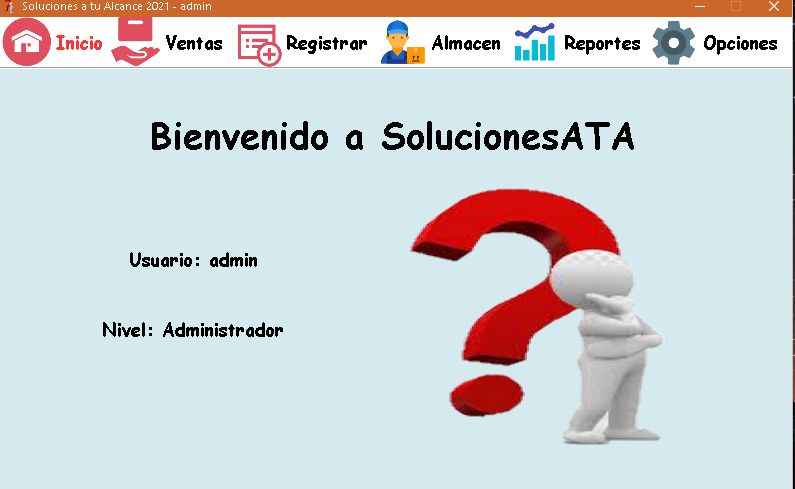 Soluciones a tu Alcance 2021 - admin
Inicio Ventas Registrar Almacen Reportes Opciones
Bienvenido a SolucionesATA
Usuario: admin
Nivel: Administrador